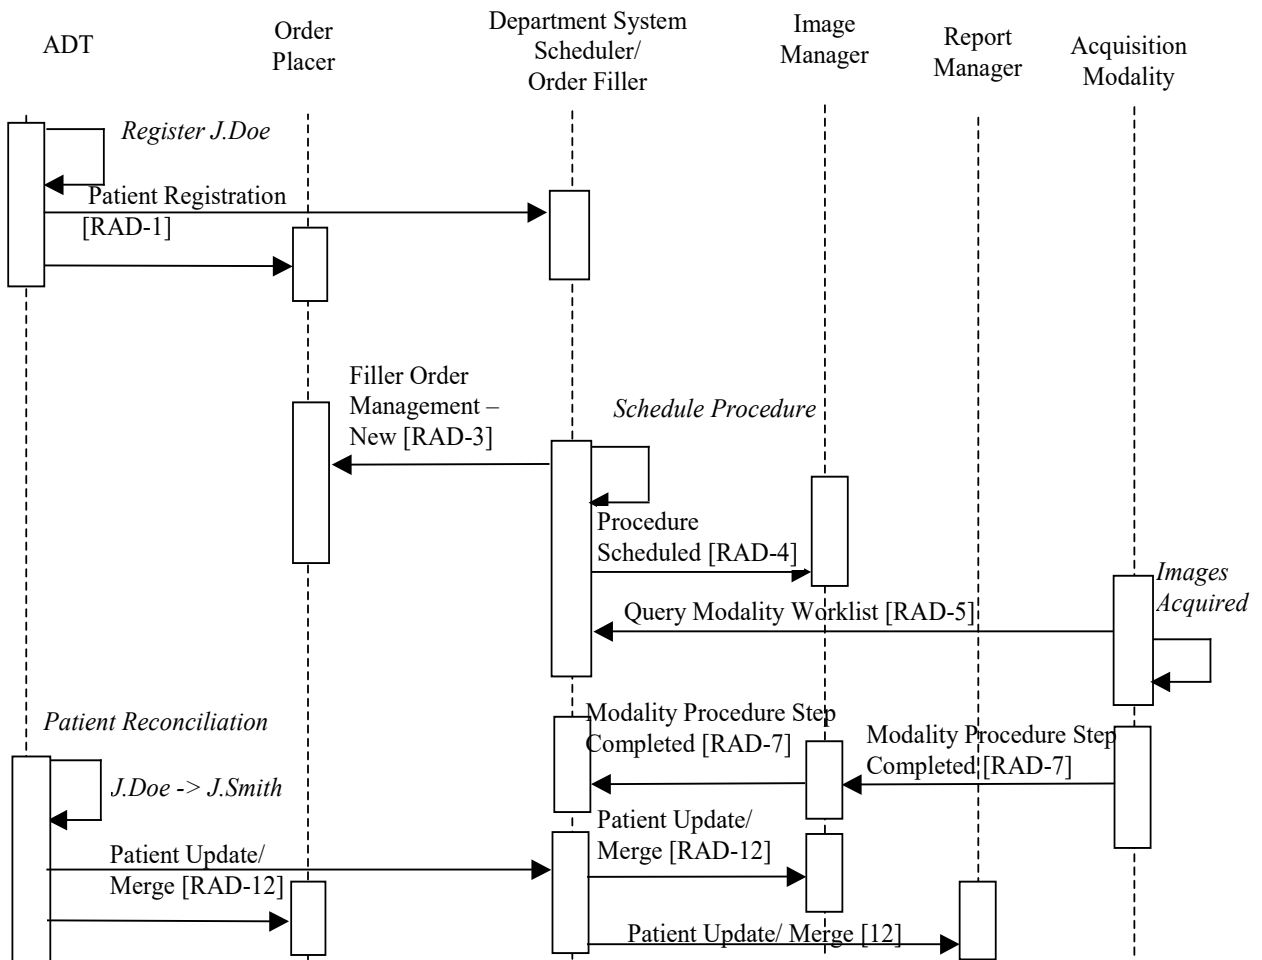 ADT
Order
Placer
Department System
Scheduler/
Order Filler
Image
Manager
Report
Manager
Acquisition
Modality
Register J.Doe
Patient Registration
[RAD-1]
Filler Order
Management –
New [RAD-3]
Schedule Procedure
Procedure
Scheduled [RAD-4]
Images
Acquired
Query Modality Worklist [RAD-5]
Modality Procedure Step
Completed [RAD-7]
Modality Procedure Step
Completed [RAD-7]
Patient Reconciliation
J.Doe -> J.Smith
Patient Update/
Merge [RAD-12]
Patient Update/
Merge [RAD-12]
Patient Update/ Merge [12]